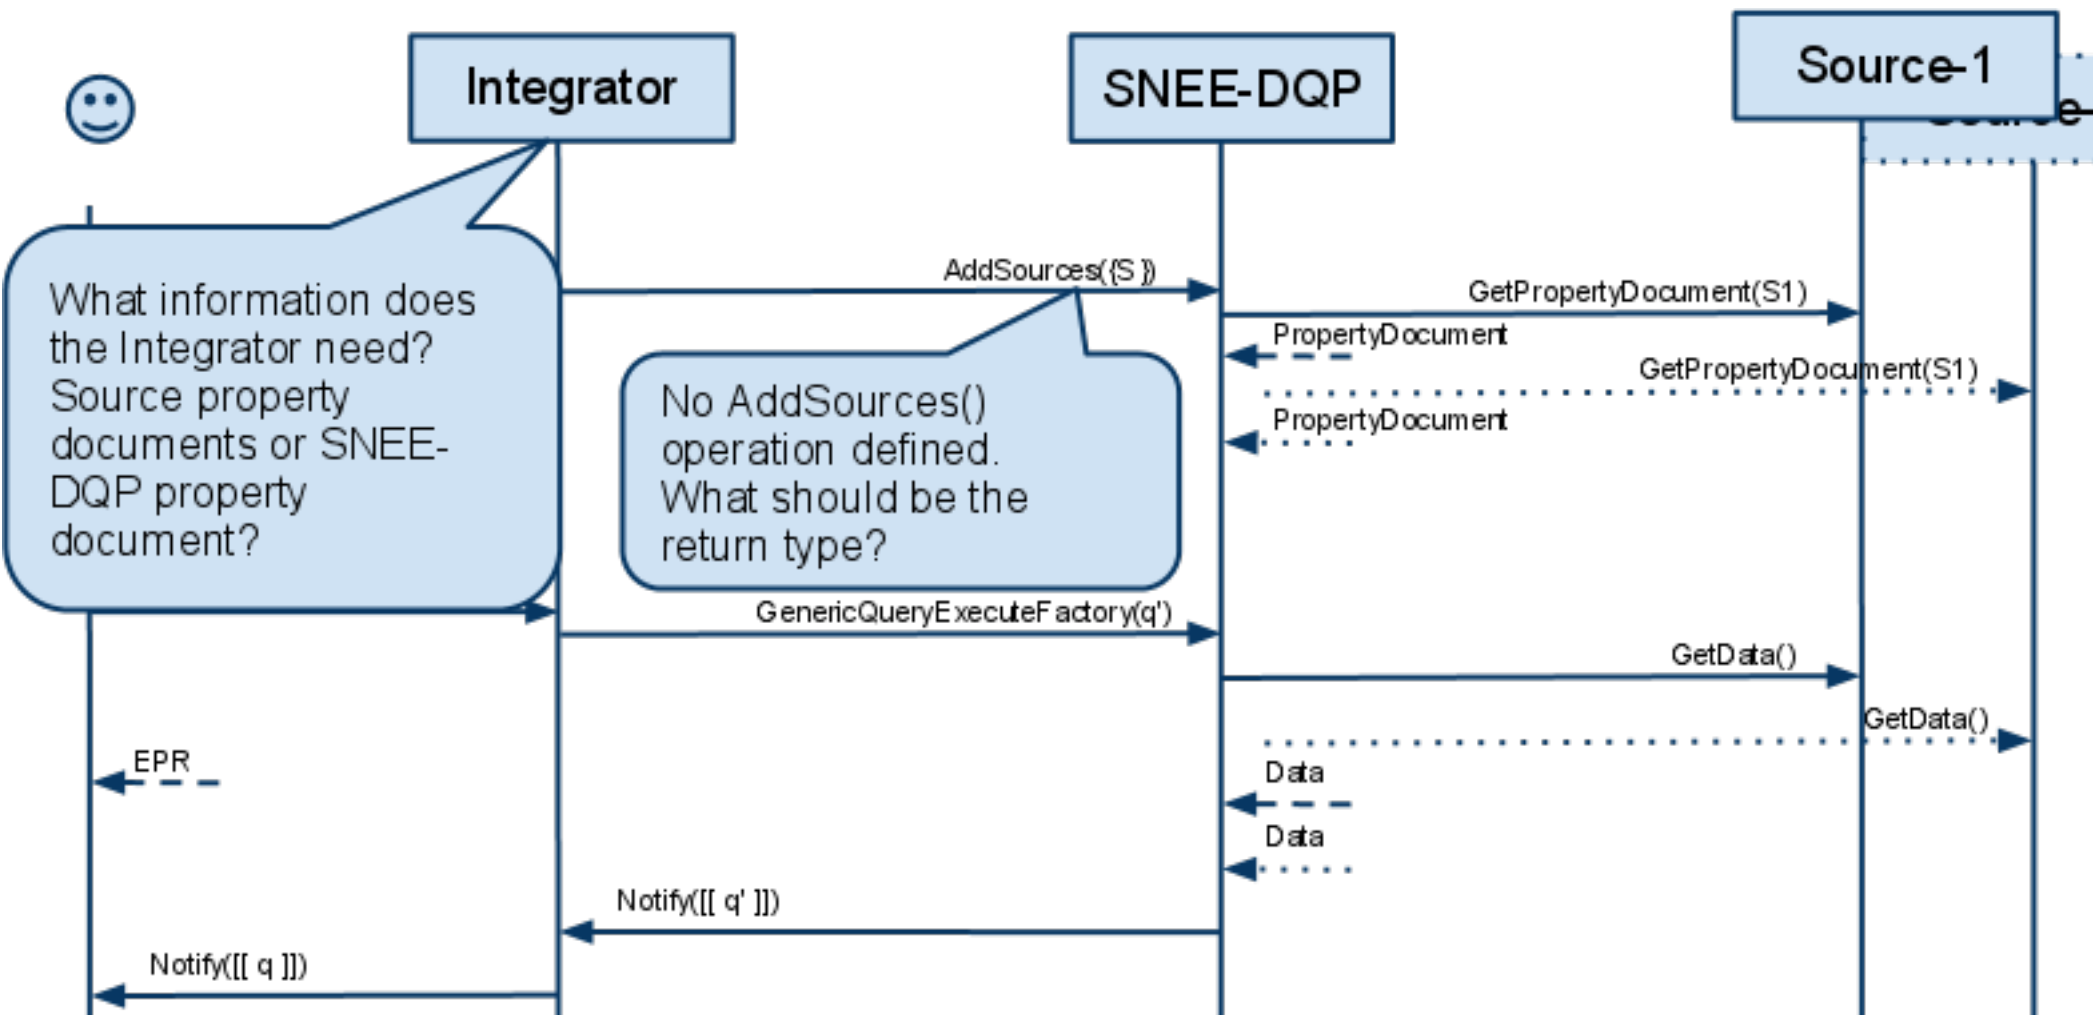 Integrator
SNEE-DQP
Source-1
AddSources({S })
GetPropertyDocument(S1)
PropertyDocument
GetPropertyDocument(S1)
PropertyDocument
What information does
the Integrator need?
Source property
documents or SNEE-
DQP property
document?
No AddSources()
operation defined.
What should be the
return type?
GenericQueryExecuteFactory(q')
GetData()
GetData()
EPR
Data
Data
Notify([[ q' ]])
Notify([[ q ]])